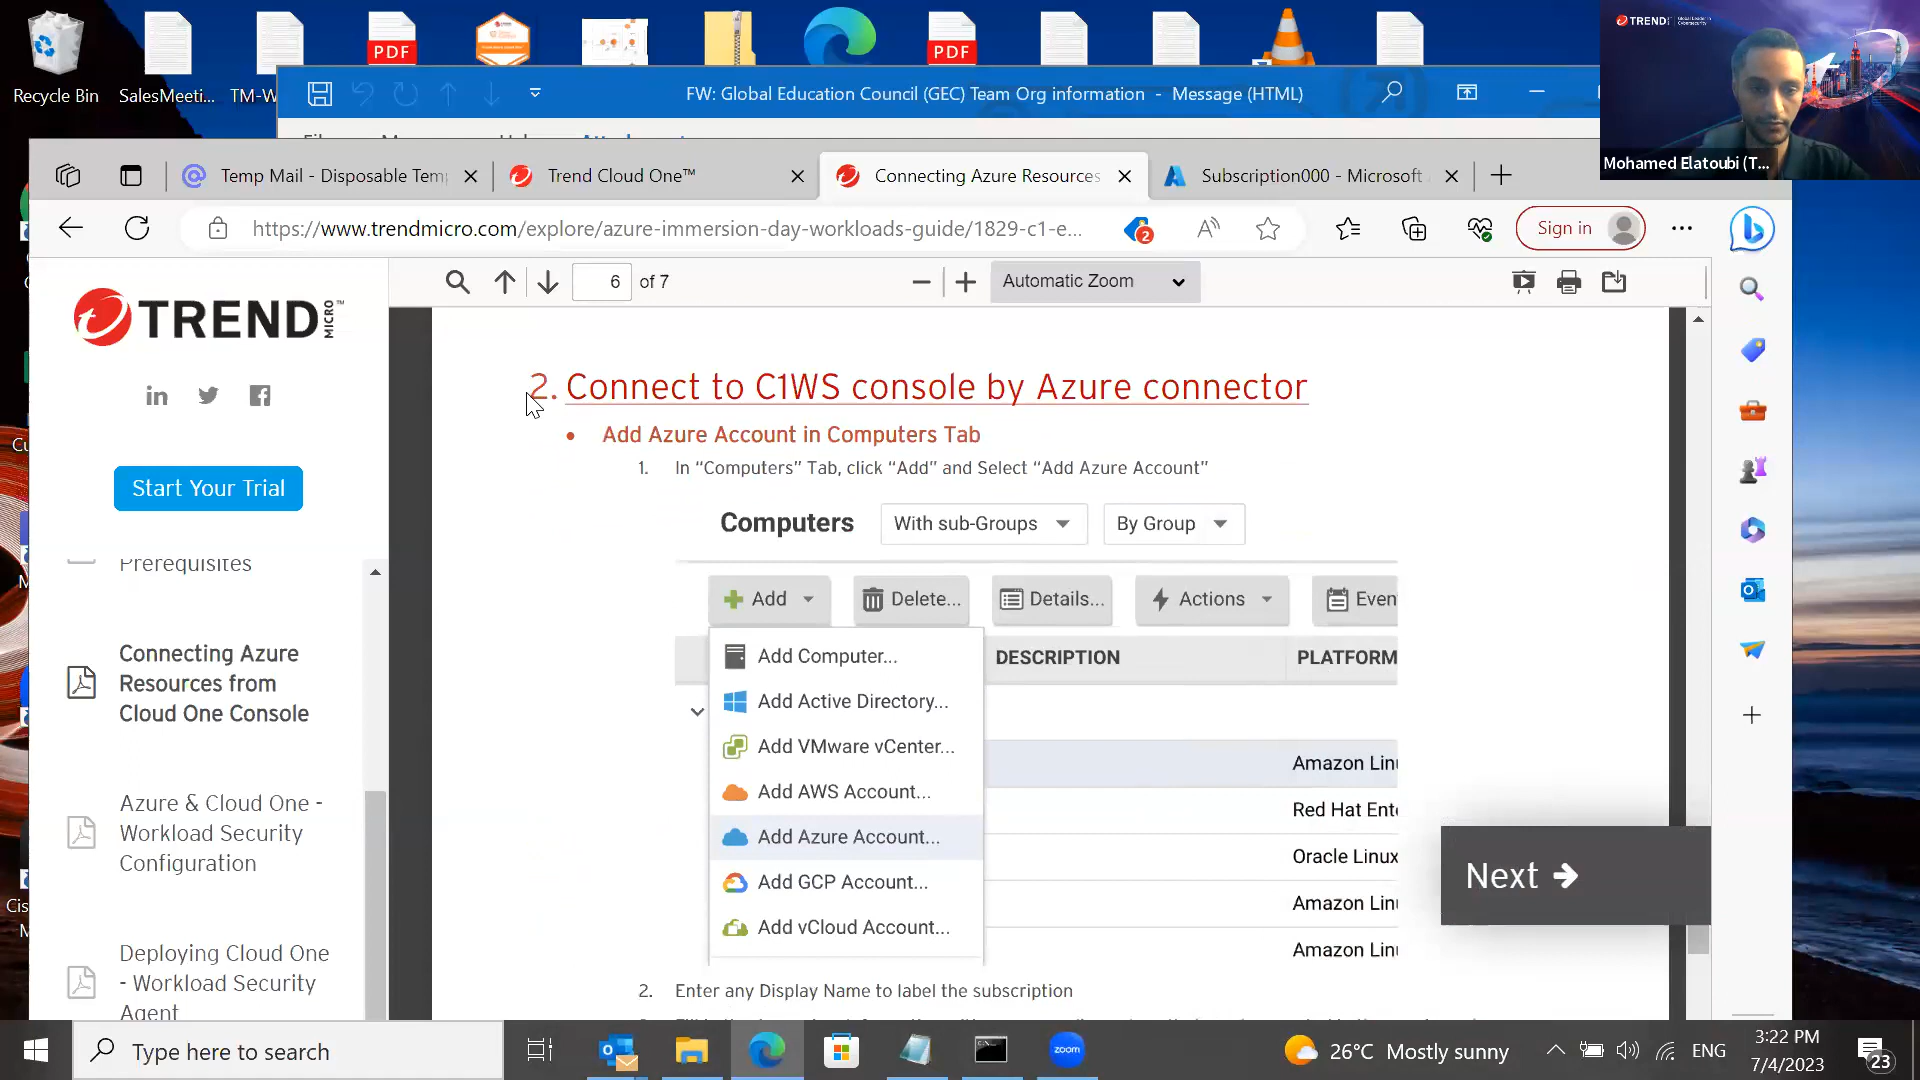 PDF
PDF
Recycle Bin
SalesMeeti...
TM-W
FW: Global Education Council (GEC) Team Org information - Message (HTML)
TREND
Mohamed Elatoubi (T...
Temp Mail - Disposable Tem
Trend Cloud One™
Connecting Azure Resources
Subscription000 - Microsoft
https://www.trendmicro.com/explore/azure-immersion-day-workloads-guide/1829-c1-e...
2
Sign in
6 of 7
Automatic Zoom
TREND MICRO™
Start Your Trial
Prerequisites
Connecting Azure
Resources from
Cloud One Console
Azure & Cloud One -
Workload Security
Configuration
Deploying Cloud One
- Workload Security
Agent
2. Connect to C1WS console by Azure connector
• Add Azure Account in Computers Tab
1. In “Computers” Tab, click “Add” and Select “Add Azure Account”
Computers
With sub-Groups
By Group
Add
Delete...
Details...
Actions
Even
DESCRIPTION
PLATFORM
Add Computer...
Add Active Directory...
Add VMware vCenter...
Add AWS Account...
Add Azure Account...
Add GCP Account...
Add vCloud Account...
Amazon Lin
Red Hat Ente
Oracle Linux
Amazon Lin
Amazon Lin
Next
2. Enter any Display Name to label the subscription
Type here to search
zoom
26°C Mostly sunny
ENG
3:22 PM
7/4/2023
23